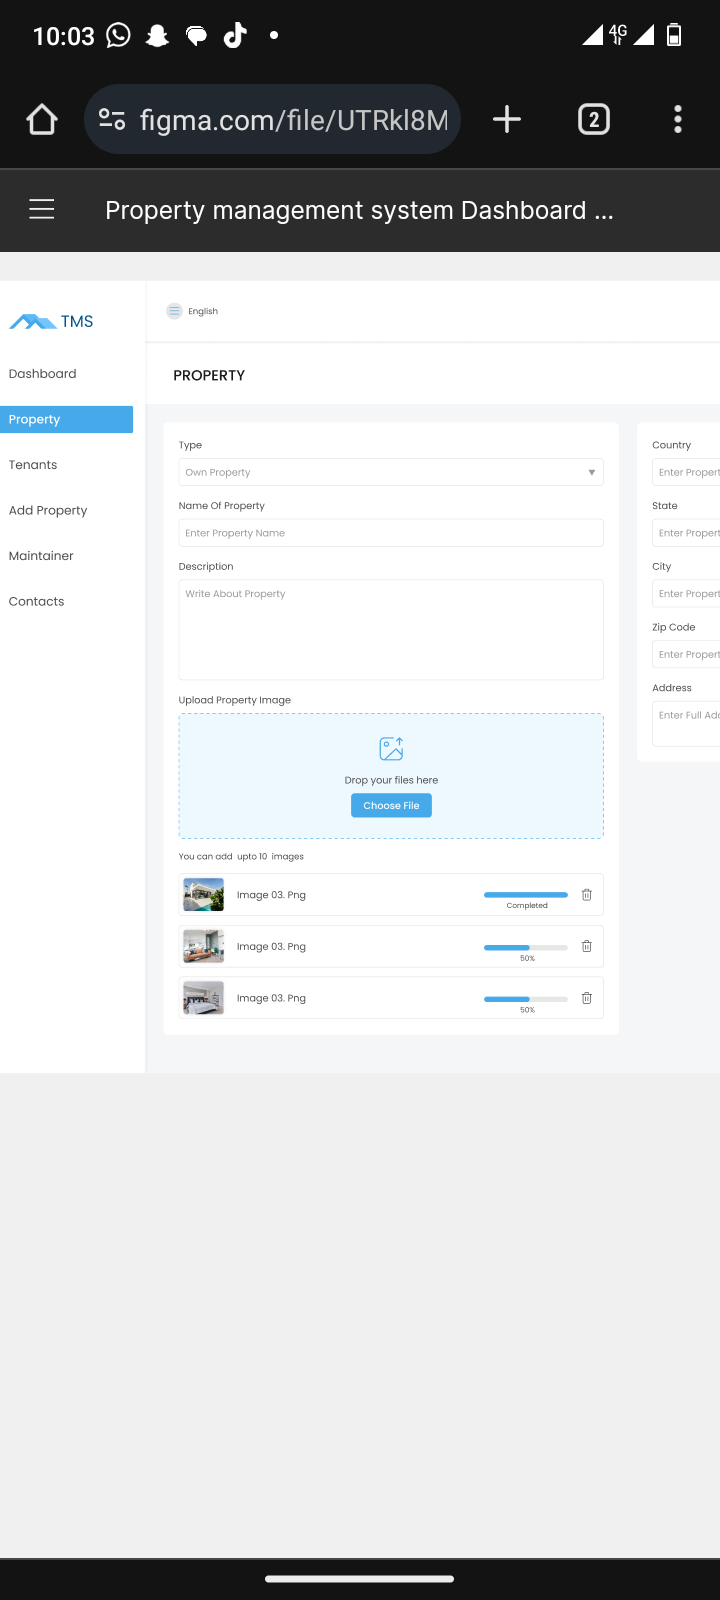 10:03
4G
figma.com/file/UTRkl8M
2
Property management system Dashboard ...
TMS
English
Dashboard
PROPERTY
Property
Tenants
Add Property
Maintainer
Contacts
Type
Own Property
Name Of Property
Enter Property Name
Description
Write About Property
Upload Property Image
Drop your files here
Choose File
You can add upto 10 images
Image 03. Png
Completed
Image 03. Png
50%
Image 03. Png
50%
Country
Enter Propert
State
Enter Propert
City
Enter Propert
Zip Code
Enter Propert
Address
Enter Full Add